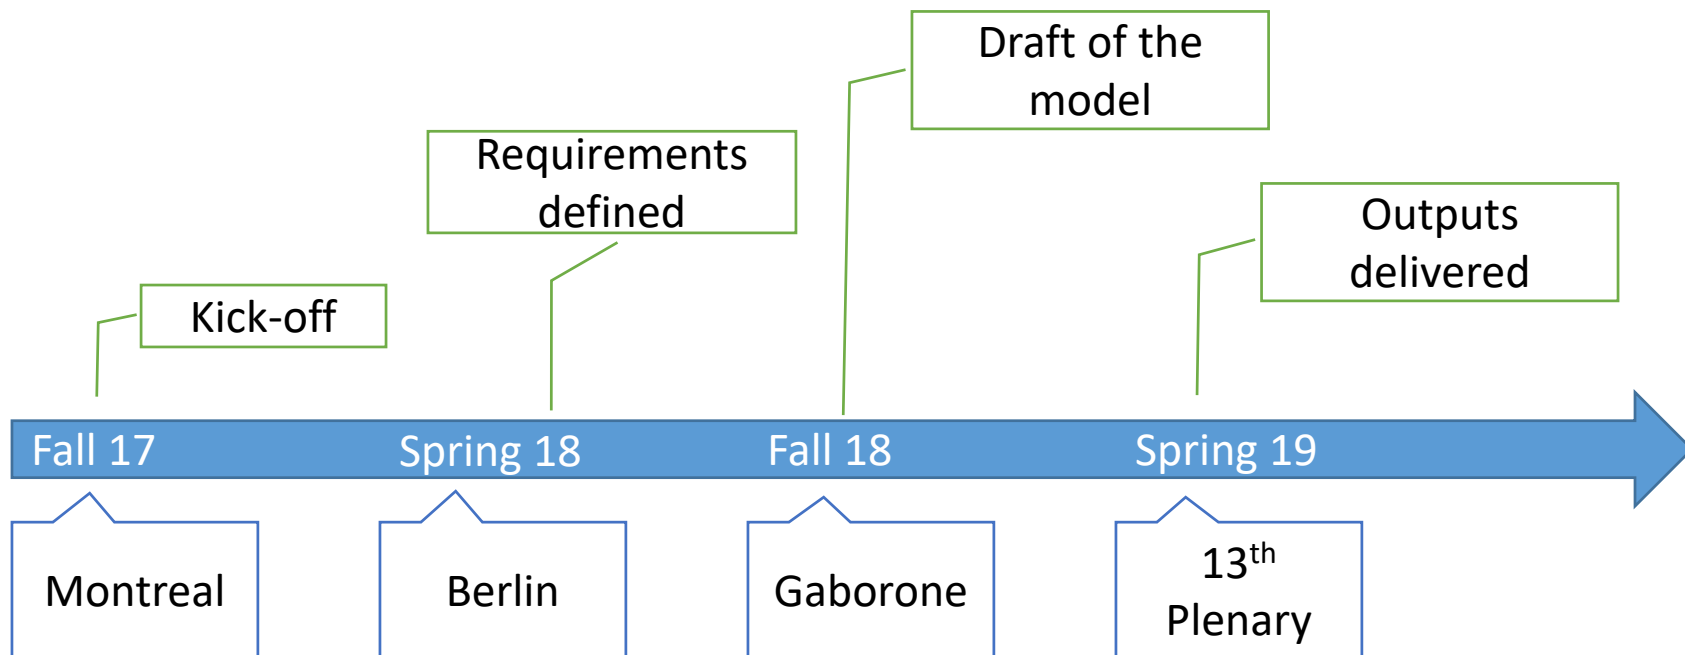 Draft of the
model
Requirements
defined
Outputs
delivered
Kick-off
Fall 17
Spring 18
Fall 18
Spring 19
Montreal
Berlin
Gaborone
13th
Plenary